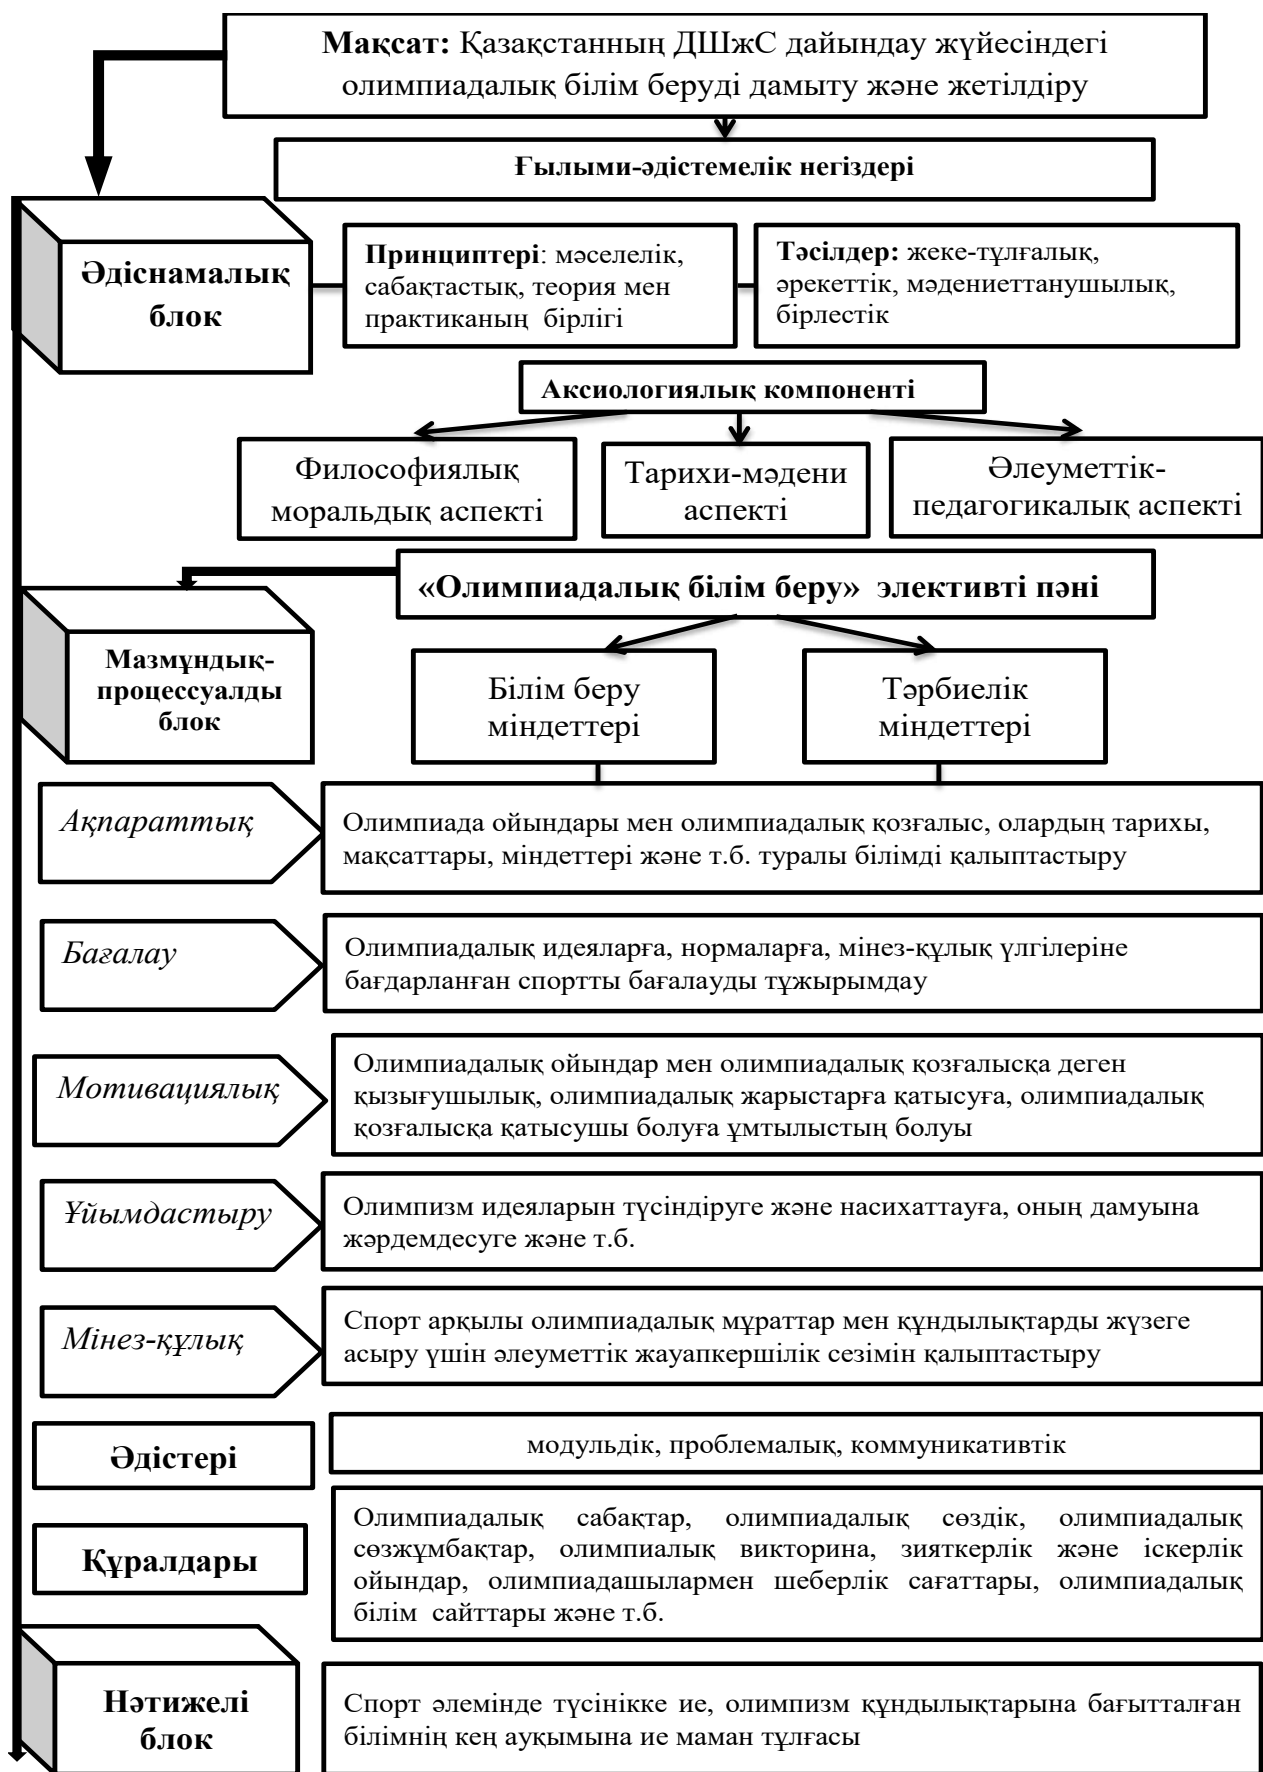 Мақсат: Қазақстанның ДШжС дайындау жүйесіндегі
олимпиадалық білім беруді дамыту және жетілдіру
Ғылыми-әдістемелік негіздері
Әдіснамалық
блок
Принциптері: мәселелік,
сабақтастық, теория мен
практиканың бірлігі
Тәсілдер: жеке-тұлғалық,
әрекеттік, мәдениеттанушылық,
бірлестік
Аксиологиялық компоненті
Философиялық
моральдық аспекті
Тарихи-мәдени
аспекті
Әлеуметтік-
педагогикалық аспекті
«Олимпиадалық білім беру» элективті пәні
Мазмұндық-
процессуалды
блок
Білім беру
міндеттері
Тәрбиелік
міндеттері
Ақпараттық
Олимпиада ойындары мен олимпиадалық қозғалыс, олардың тарихы,
мақсаттары, міндеттері және т.б. туралы білімді қалыптастыру
Бағалау
Олимпиадалық идеяларға, нормаларға, мінез-құлық үлгілеріне
бағдарланған спортты бағалауды тұжырымдау
Мотивациялық
Олимпиадалық ойындар мен олимпиадалық қозғалысқа деген
қызығушылық, олимпиадалық жарыстарға қатысуға, олимпиадалық
қозғалысқа қатысушы болуға ұмтылыстың болуы
Ұйымдастыру
Олимпизм идеяларын түсіндіруге және насихаттауға, оның дамуына
жәрдемдесуге және т.б.
Мінез-құлық
Спорт арқылы олимпиадалық мұраттар мен құндылықтарды жүзеге
асыру үшін әлеуметтік жауапкершілік сезімін қалыптастыру
Әдістері
модульдік, проблемалық, коммуникативтік
Құралдары
Олимпиадалық сабақтар, олимпиадалық сөздік, олимпиадалық
сөзжұмбақтар, олимпиалық викторина, зияткерлік және іскерлік
ойындар, олимпиадашылармен шеберлік сағаттары, олимпиадалық
білім сайттары және т.б.
Нәтижелі
блок
Спорт әлемінде түсінікке ие, олимпизм құндылықтарына бағытталған
білімнің кең ауқымына ие маман тұлғасы